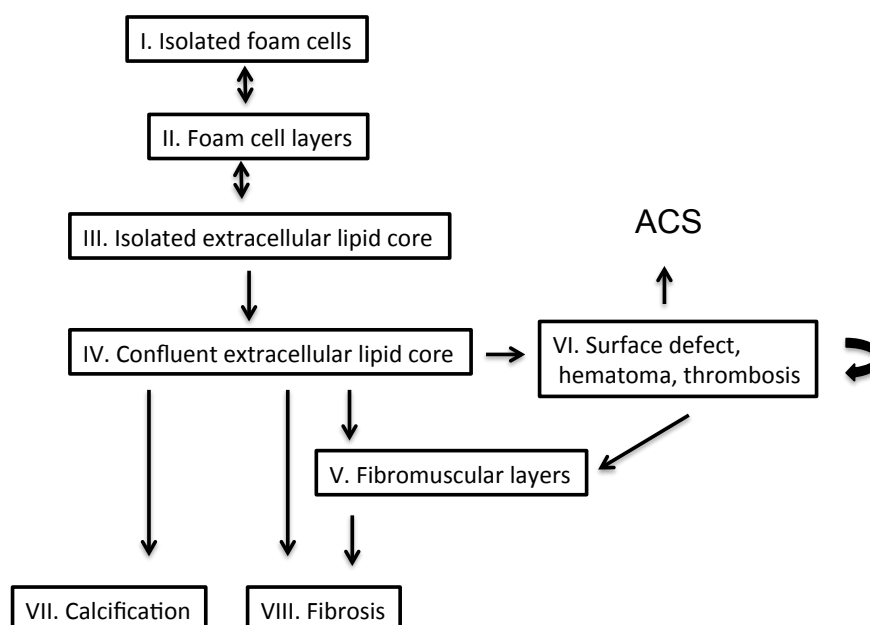 I. Isolated foam cells
II. Foam cell layers
III. Isolated extracellular lipid core
ACS
IV. Confluent extracellular lipid core
VI. Surface defect,
hematoma, thrombosis
V. Fibromuscular layers
VII. Calcification
VIII. Fibrosis